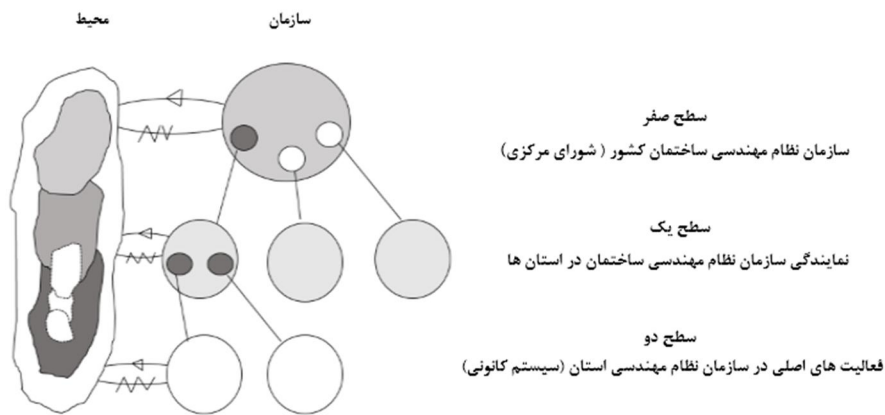 سازمان
محیط
سطح صفر
سازمان نظام مهندسی ساختمان کشور ( شورای مرکزی)
سطح یک
نمایندگی سازمان نظام مهندسی ساختمان در استان ها
سطح دو
فعالیت های اصلی در سازمان نظام مهندسی استان (سیستم کانونی)